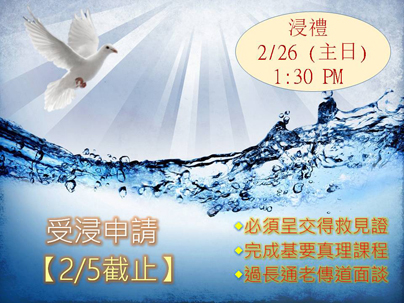 浸禮
2/26 (主日)
1:30 PM
受浸申請
【2/5截止】
必須呈交得救見證
完成基要真理課程
過長通老傳道面談